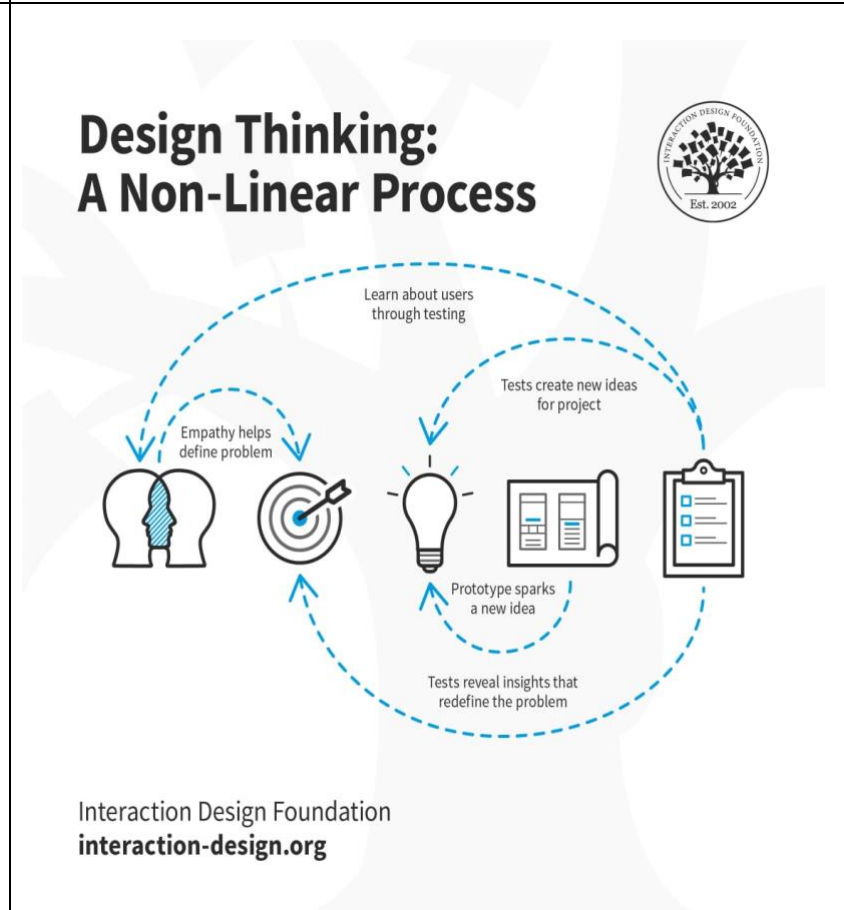 Design Thinking:
A Non-Linear Process
INTERACTION DESIGN FOUNDATION
Est. 2002
Learn about users
through testing
Tests create new ideas
for project
Empathy helps
define problem
Prototype sparks
a new idea
Tests reveal insights that
redefine the problem
Interaction Design Foundation
interaction-design.org